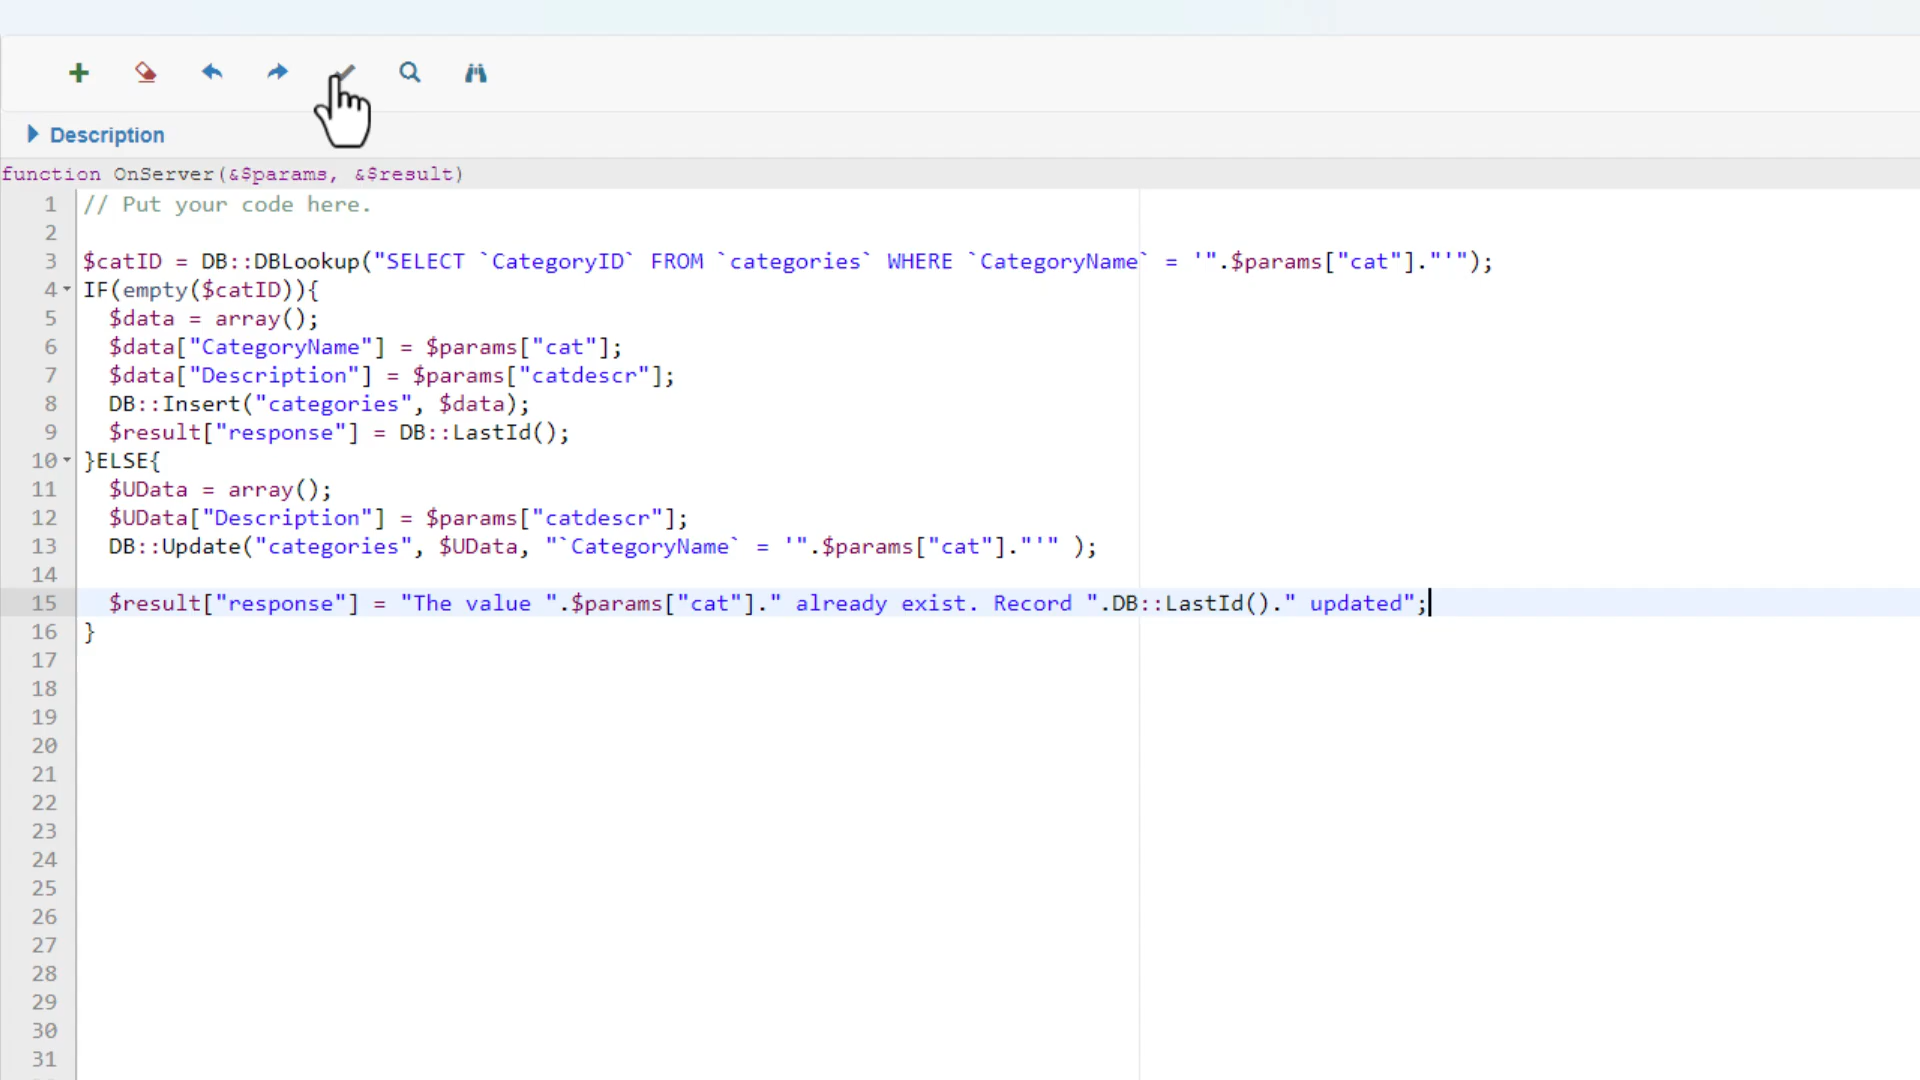 Description
function OnServer(&$params, &$result)
1 // Put your code here.
2
3 $catID = DB::DBLookup("SELECT `CategoryID` FROM `categories` WHERE `CategoryName` = '".$params["cat"]."'");
4 IF(empty($catID)){
5   $data = array();
6   $data["CategoryName"] = $params["cat"];
7   $data["Description"] = $params["catdescr"];
8   DB::Insert("categories", $data);
9   $result["response"] = DB::LastId();
10 }ELSE{
11   $UData = array();
12   $UData["Description"] = $params["catdescr"];
13   DB::Update("categories", $UData, "`CategoryName` = '".$params["cat"]."'" );
14
15   $result["response"] = "The value ".$params["cat"]." already exist. Record ".DB::LastId()." updated";
16 }
17
18
19
20
21
22
23
24
25
26
27
28
29
30
31